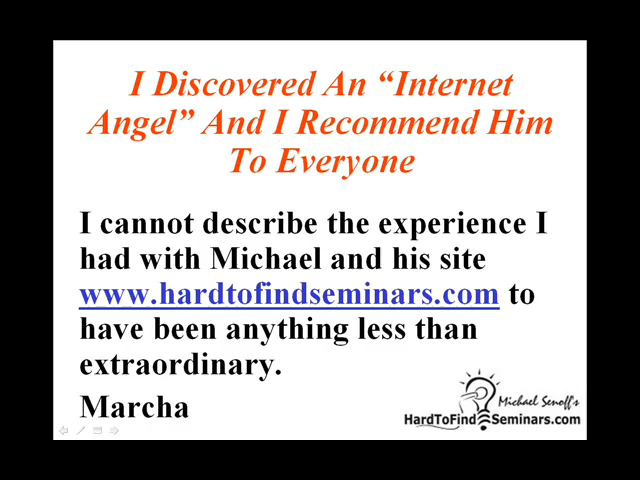 I Discovered An “Internet
Angel” And I Recommend Him
To Everyone
I cannot describe the experience I
had with Michael and his site
www.hardtofindseminars.com to
have been anything less than
extraordinary.
Marcha
Michael Senoff's
HardToFindSeminars.com